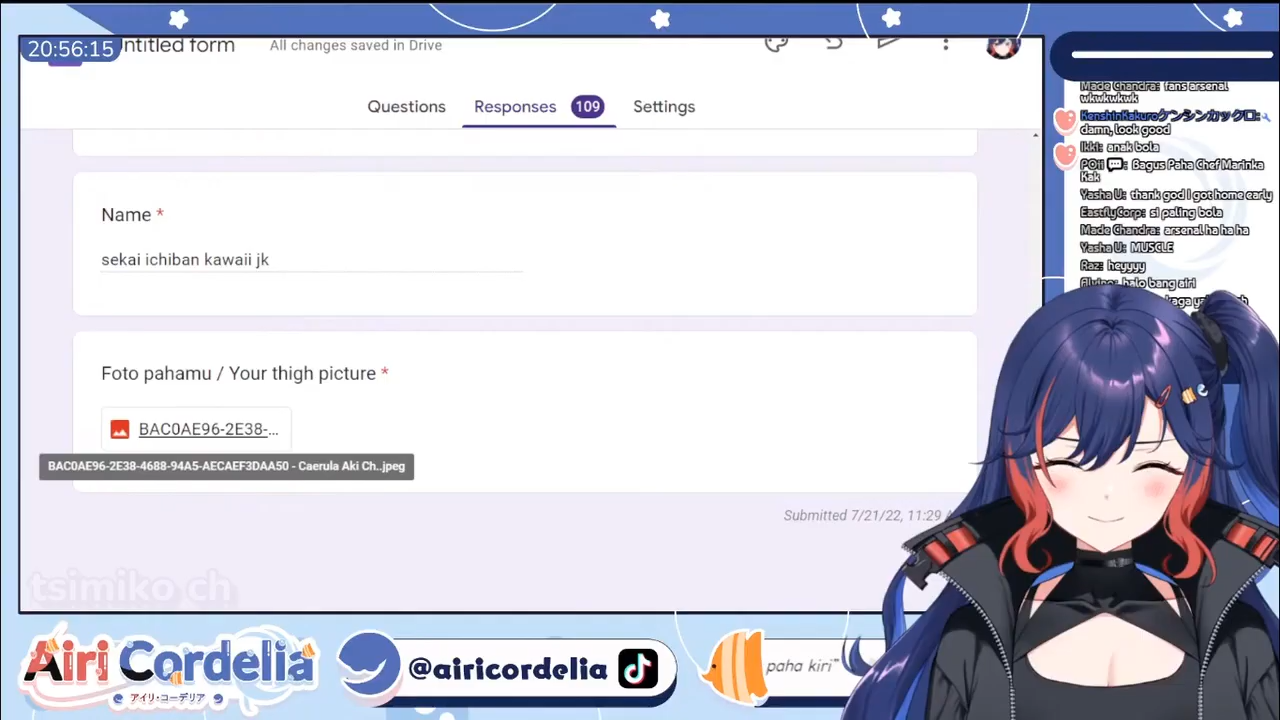 20:56:15
Untitled form
All changes saved in Drive
Questions
Responses
109
Settings
Name *
sekai ichiban kawaii jk
Foto pahamu / Your thigh picture *
BAC0AE96-2E38-...
BAC0AE96-2E38-4688-94A5-AECAEF3DAA50 - Caerula Aki Ch..jpeg
Submitted 7/21/22, 11:29
tsimiko ch
Made Chandra: fans arsenal
wkwkwkwk
KenshinKakuroケンシンカックロ:
damn, look good
Ikki: anak bola
POii 💬: Bagus Paha Chef Marinka
Kak
Yasha U: thank god I got home early
EastflyCorp: si paling bola
Made Chandra: arsenal ha ha ha
Yasha U: MUSCLE
Raz: heyyyy
halo bang airi
Airi Cordelia
アイリ・コーデリア
@airicordelia
paha kiri™